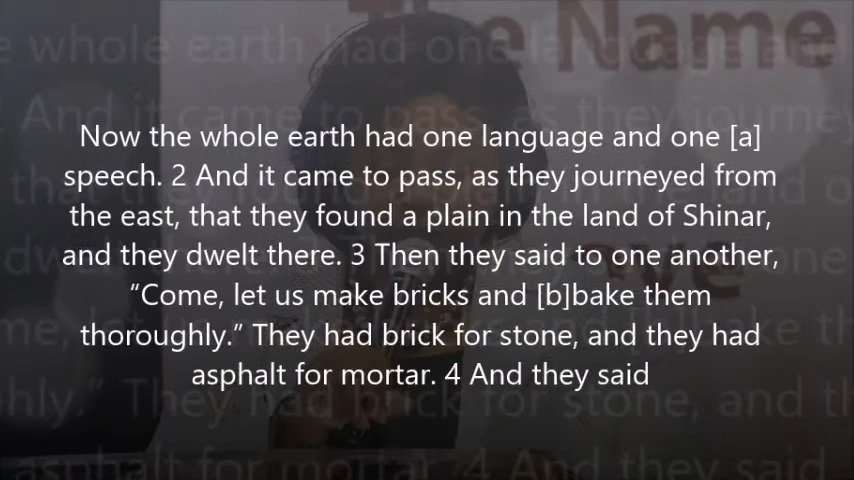 The Name
Now the whole earth had one language and one [a]
speech. 2 And it came to pass, as they journeyed from
the east, that they found a plain in the land of Shinar,
and they dwelt there. 3 Then they said to one another,
“Come, let us make bricks and [b]bake them
thoroughly.” They had brick for stone, and they had
asphalt for mortar. 4 And they said